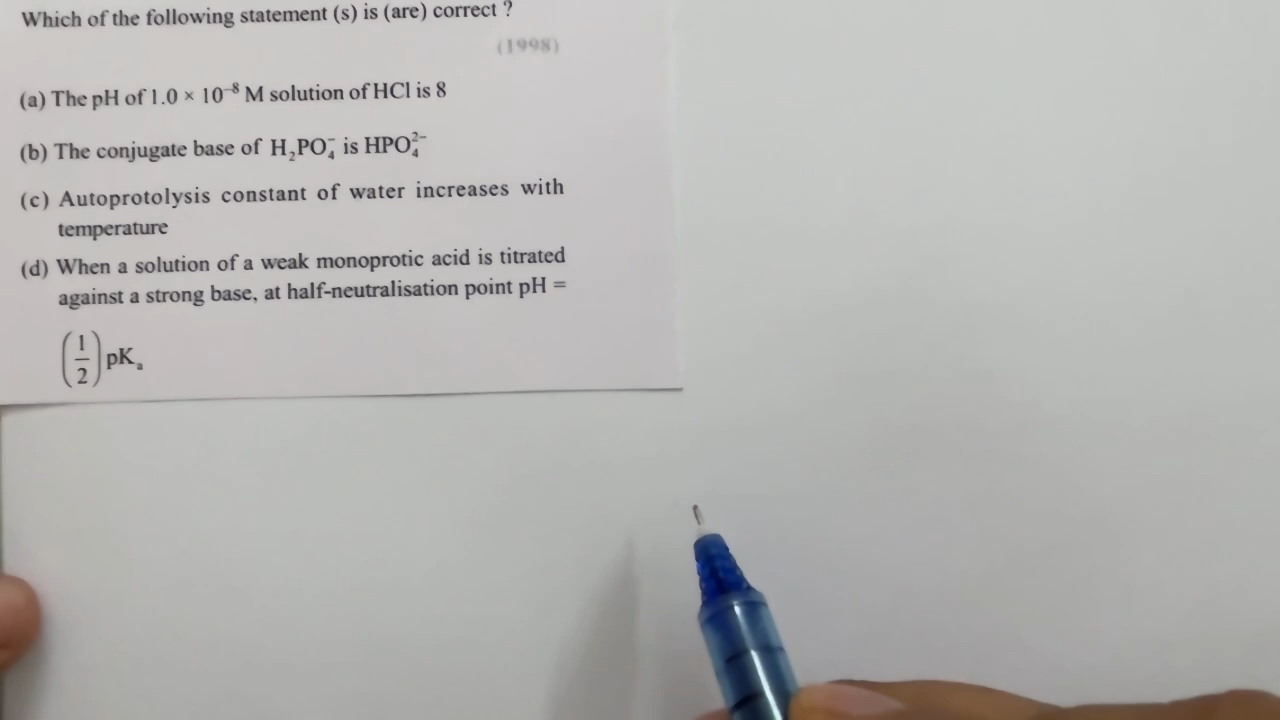 Which of the following statement (s) is (are) correct ?
(1998)
(a) The pH of 1.0 × 10⁻⁸ M solution of HCl is 8
(b) The conjugate base of H₂PO₄⁻ is HPO₄²⁻
(c) Autoprotolysis constant of water increases with
temperature
(d) When a solution of a weak monoprotic acid is titrated
against a strong base, at half-neutralisation point pH =
(1/2) pKₐ